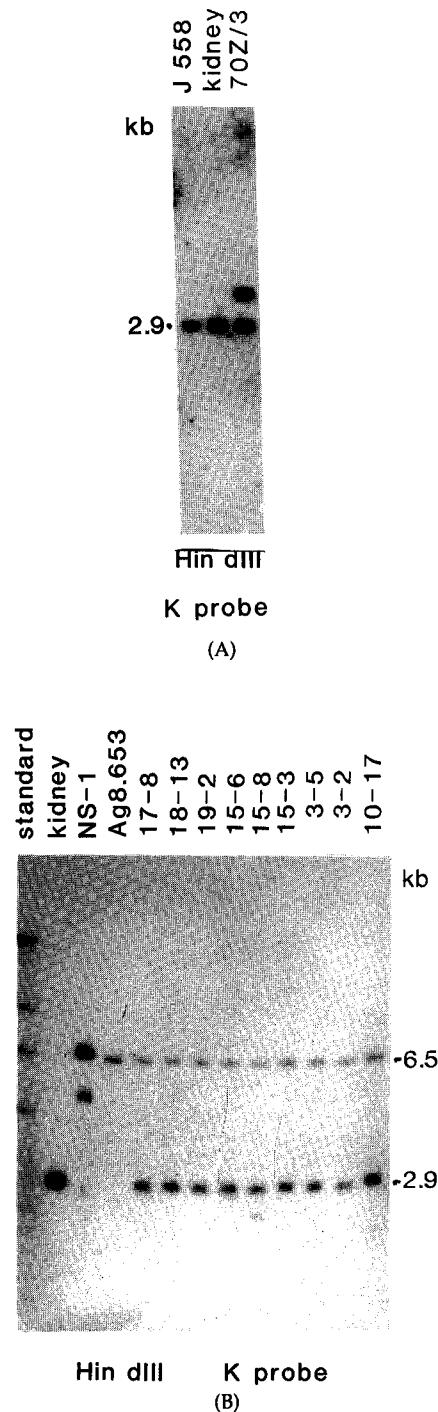 J 558
kidney
70Z/3
kb
2.9
Hin dIII
K probe
(A)
standard
kidney
NS-1
Ag8.653
17-8
18-13
19-2
15-6
15-8
15-3
3-5
3-2
10-17
kb
-6.5
-2.9
Hin dIII K probe
(B)